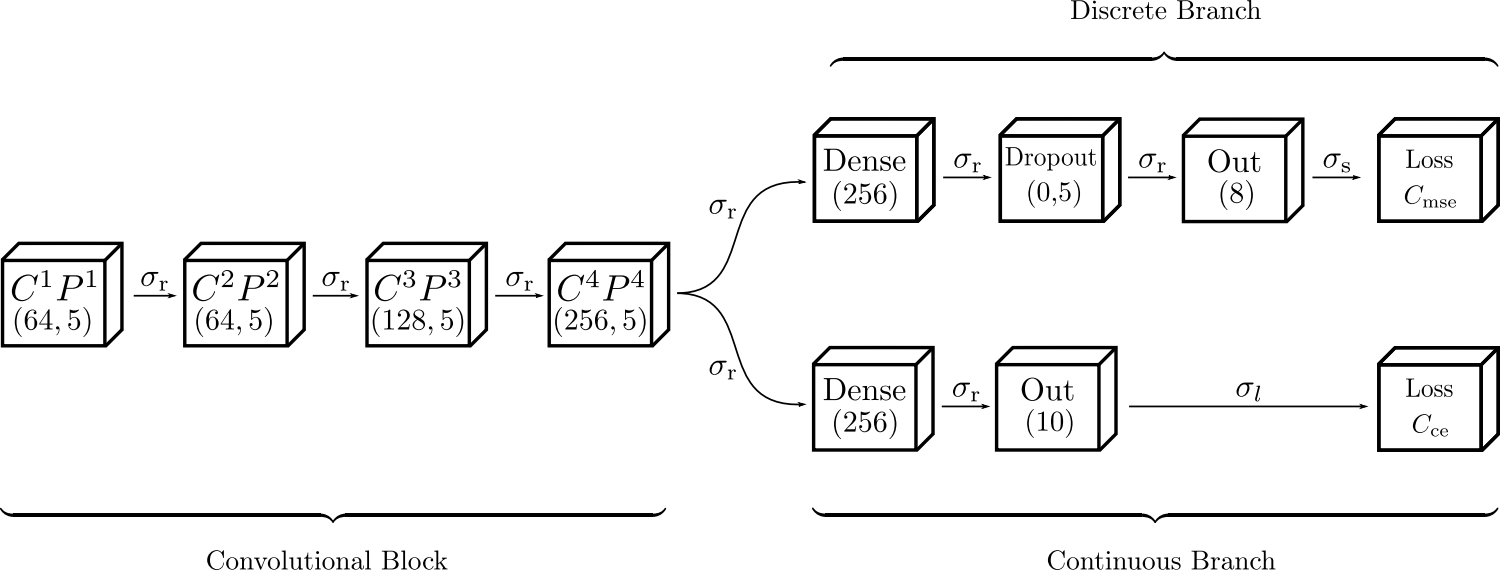 Discrete Branch
Dense
(256)
σr
Dropout
(0,5)
σr
Out
(8)
σs
Loss
Cmse
σr
C¹P¹
(64, 5)
σr
C²P²
(64, 5)
σr
C³P³
(128, 5)
σr
C⁴P⁴
(256, 5)
σr
Dense
(256)
σr
Out
(10)
σl
Loss
Cce
Convolutional Block
Continuous Branch